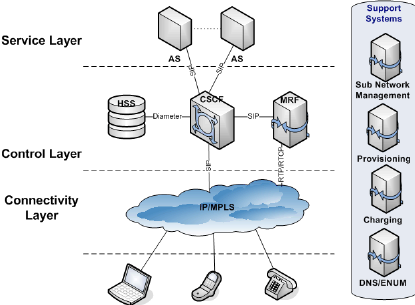 Service Layer
AS
AS
SIP
SIP
HSS
Diameter
CSCF
SIP
MRF
Control Layer
SIP
RTP/RTCP
Connectivity
Layer
IP/MPLS
Support
Systems
Sub Network
Management
Provisioning
Charging
DNS/ENUM